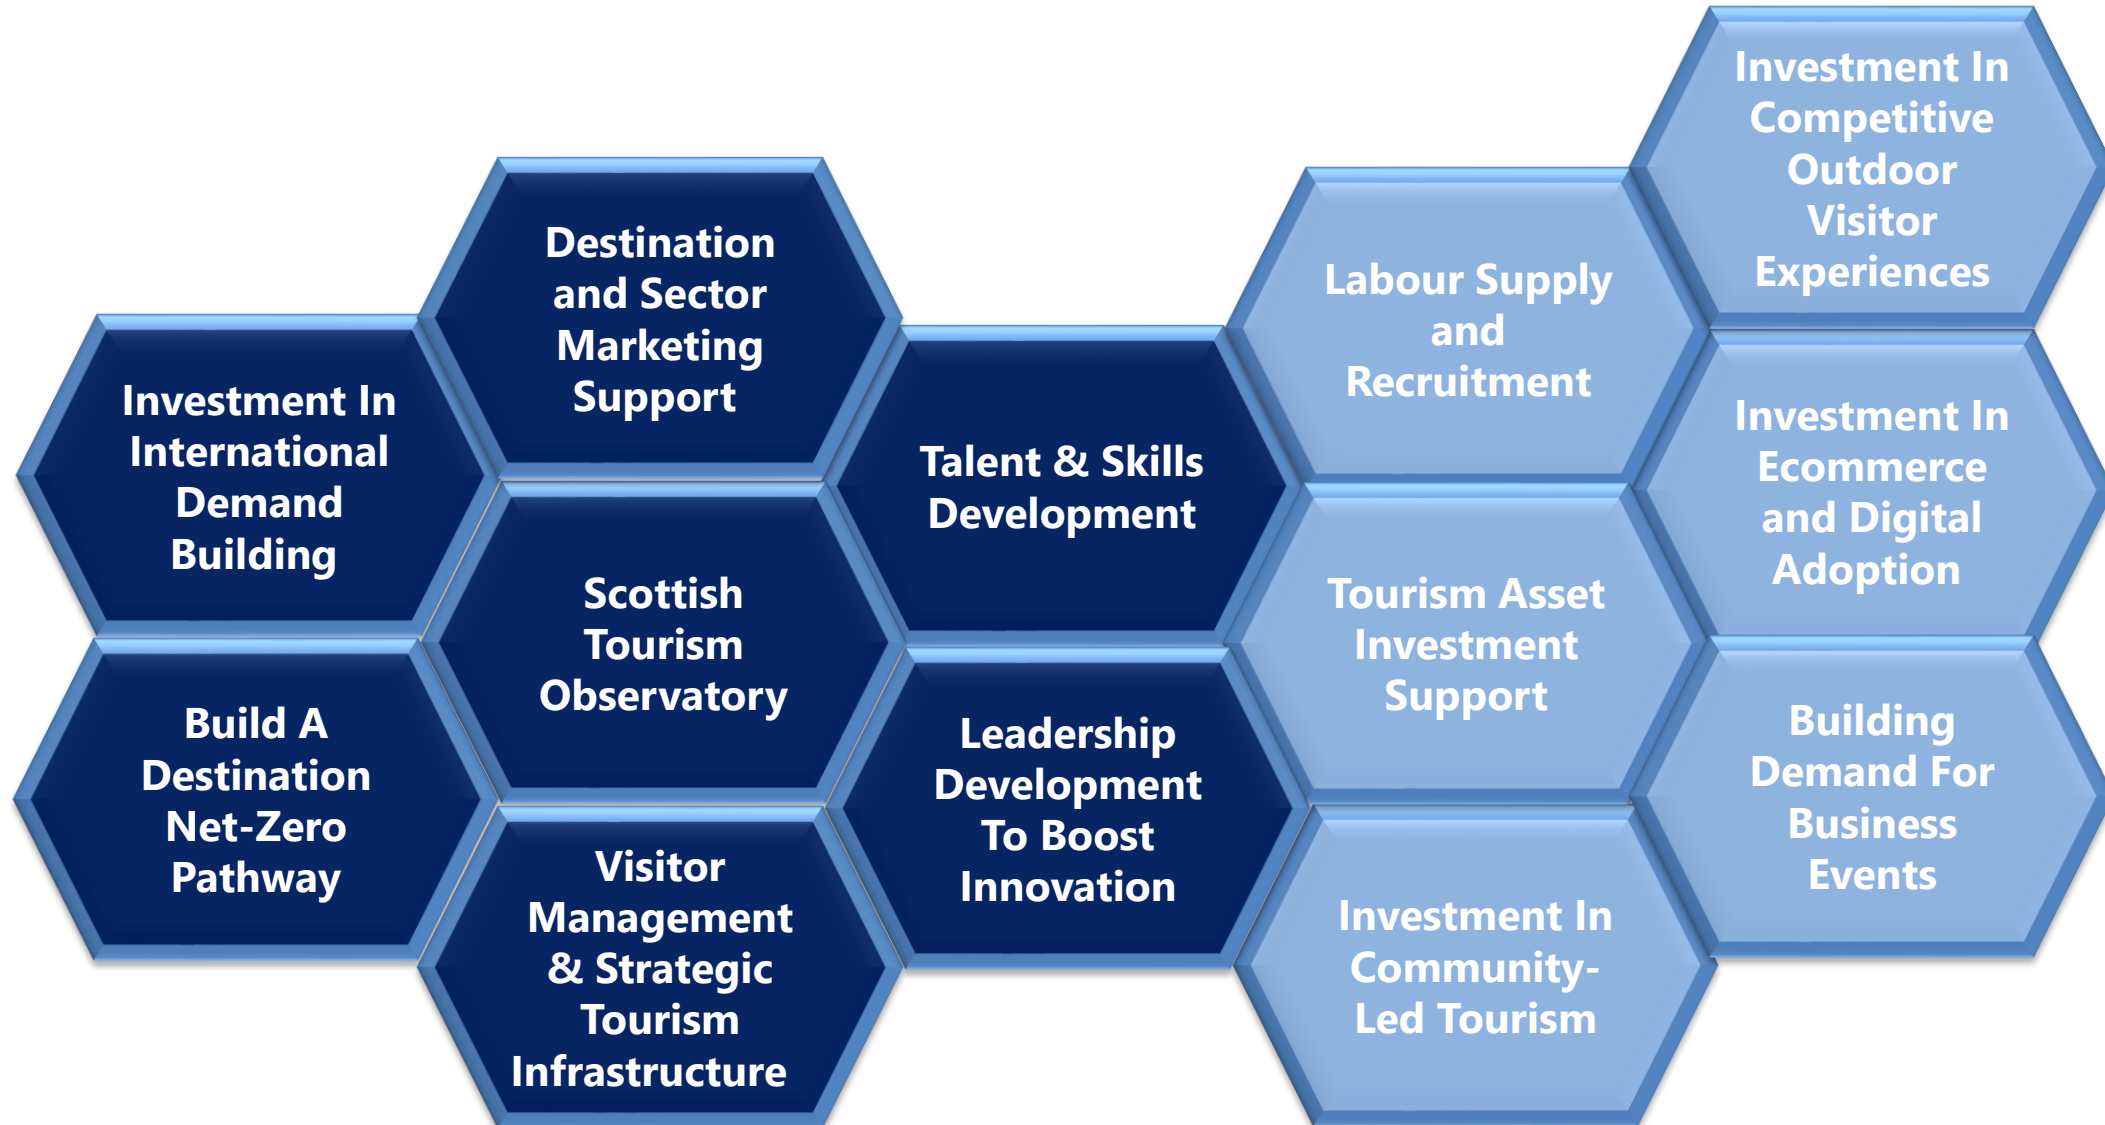 Investment In
International
Demand
Building
Build A
Destination
Net-Zero
Pathway
Destination
and Sector
Marketing
Support
Scottish
Tourism
Observatory
Visitor
Management
& Strategic
Tourism
Infrastructure
Talent & Skills
Development
Leadership
Development
To Boost
Innovation
Labour Supply
and
Recruitment
Tourism Asset
Investment
Support
Investment In
Community-
Led Tourism
Investment In
Competitive
Outdoor
Visitor
Experiences
Investment In
Ecommerce
and Digital
Adoption
Building
Demand For
Business
Events